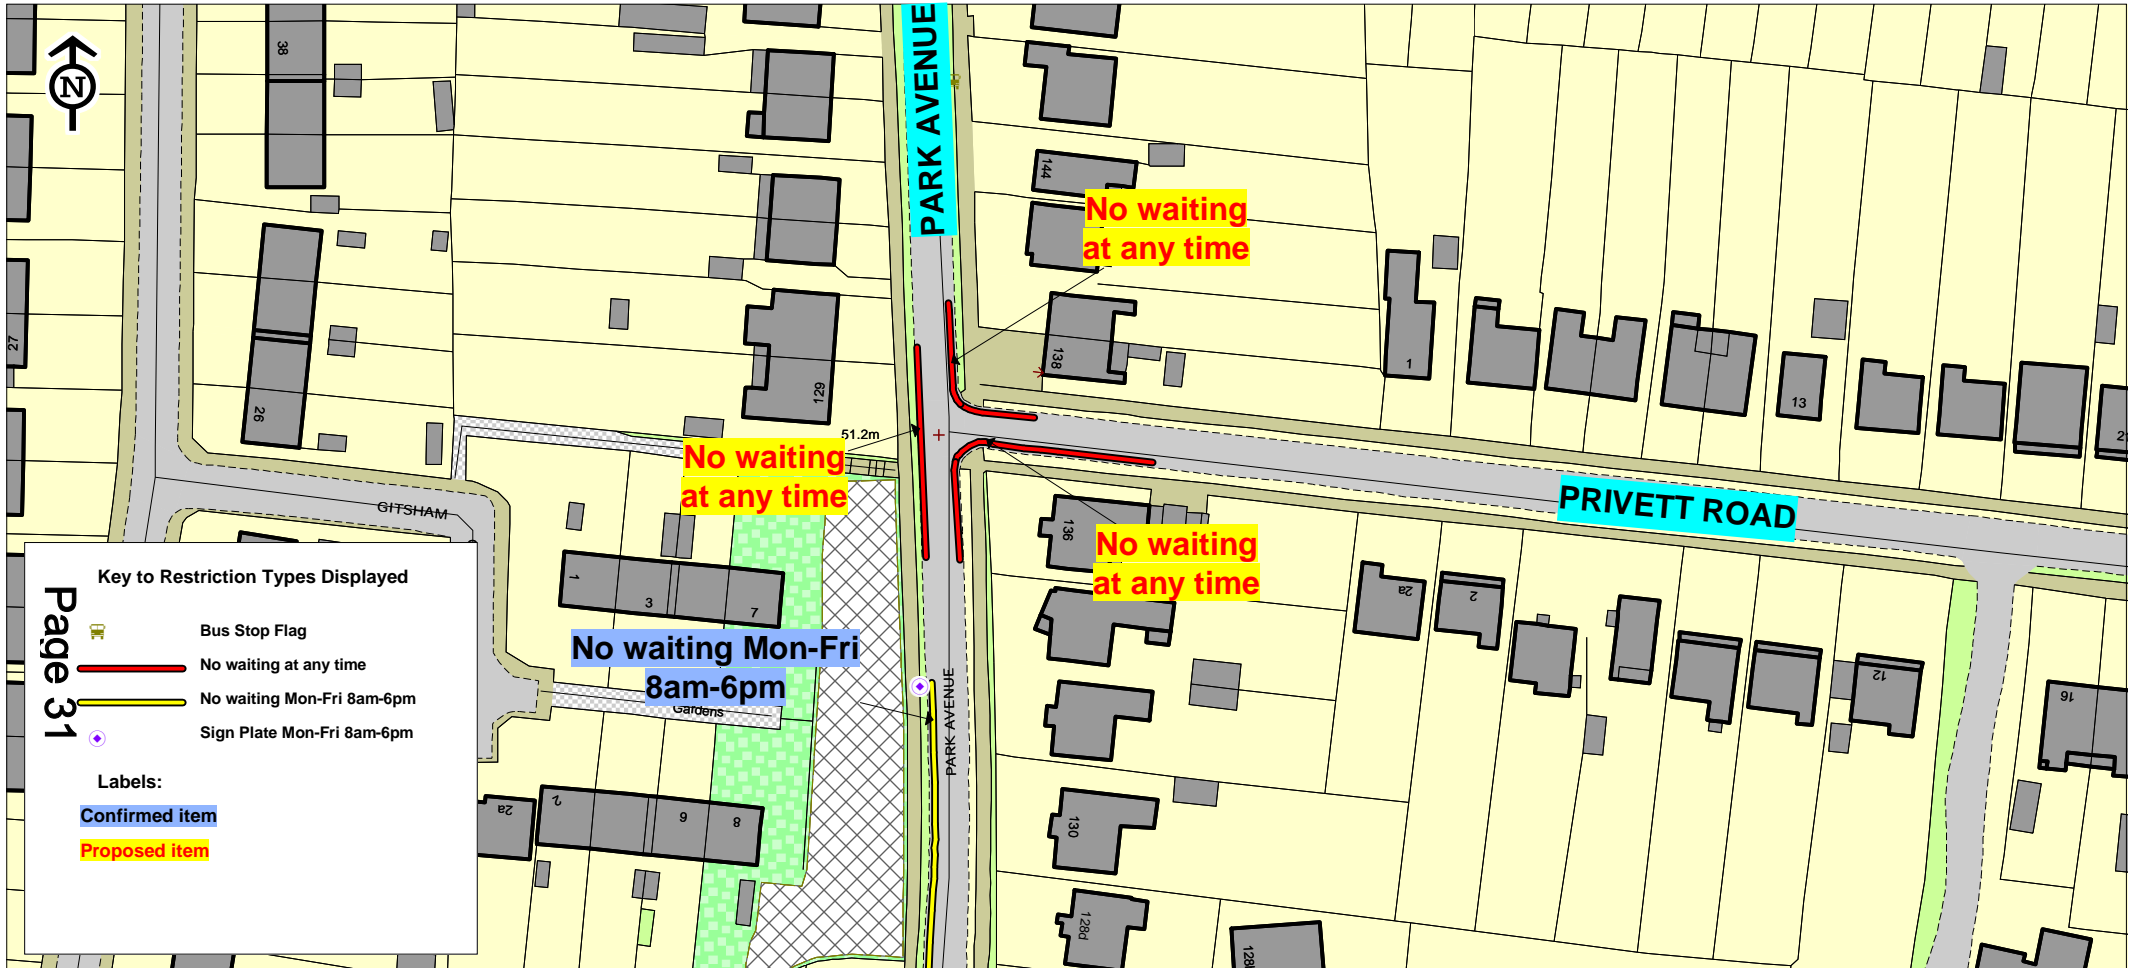 PARK AVENUE
N
38
144
No waiting
at any time
27
138
1
129
26
13
51.2m
No waiting
at any time
GITSHAM
PRIVETT ROAD
136
No waiting
at any time
1
3
7
2a
2
12
16
No waiting Mon-Fri
8am-6pm
Gardens
PARK AVENUE
2a
2
6
8
130
128d
Page 31
Key to Restriction Types Displayed
Bus Stop Flag
No waiting at any time
No waiting Mon-Fri 8am-6pm
Sign Plate Mon-Fri 8am-6pm
Labels:
Confirmed item
Proposed item